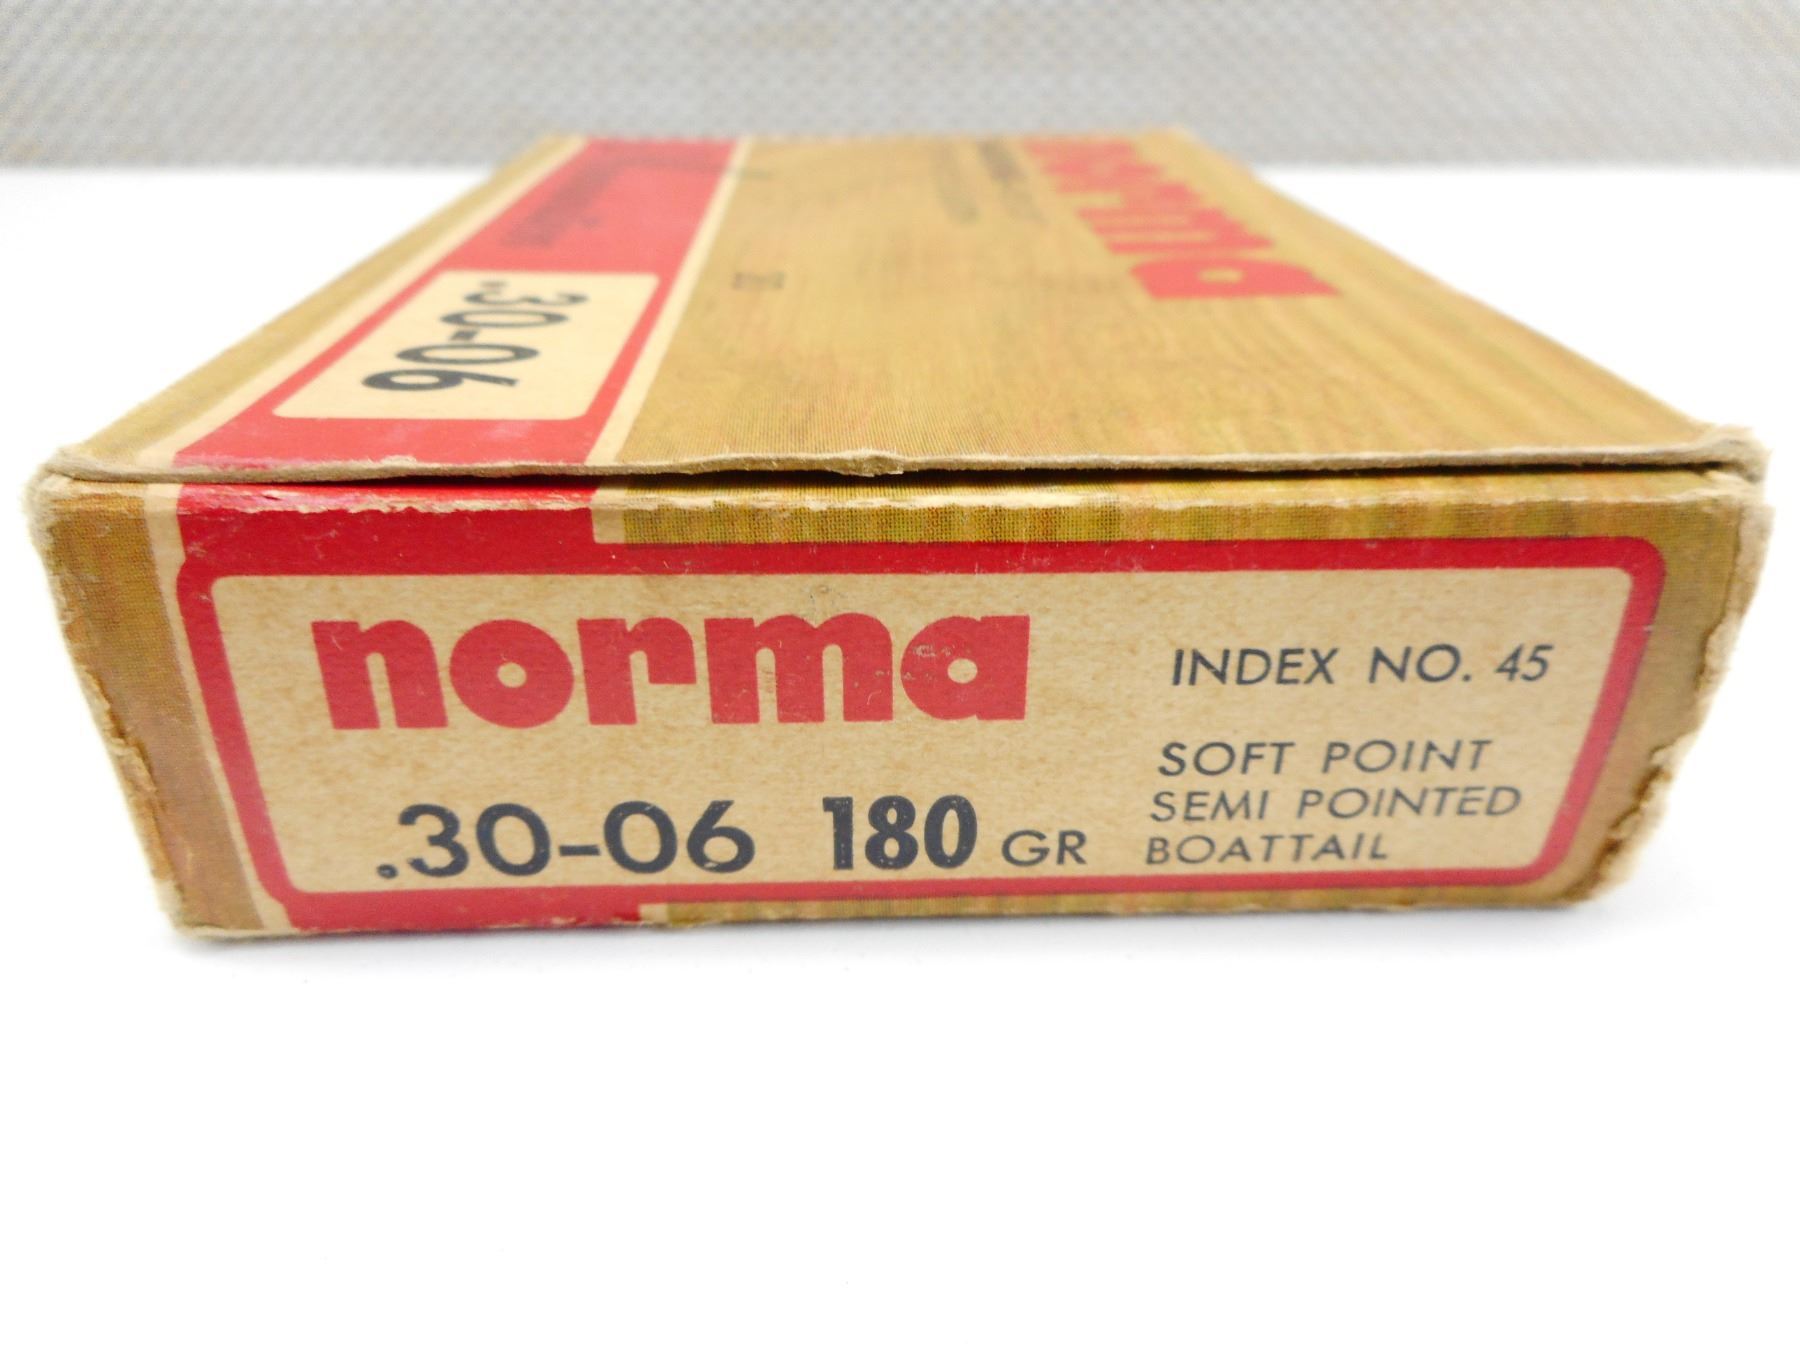 norma
.30-06
norma
INDEX NO. 45
.30-06 180 GR
SOFT POINT
SEMI POINTED
BOATTAIL